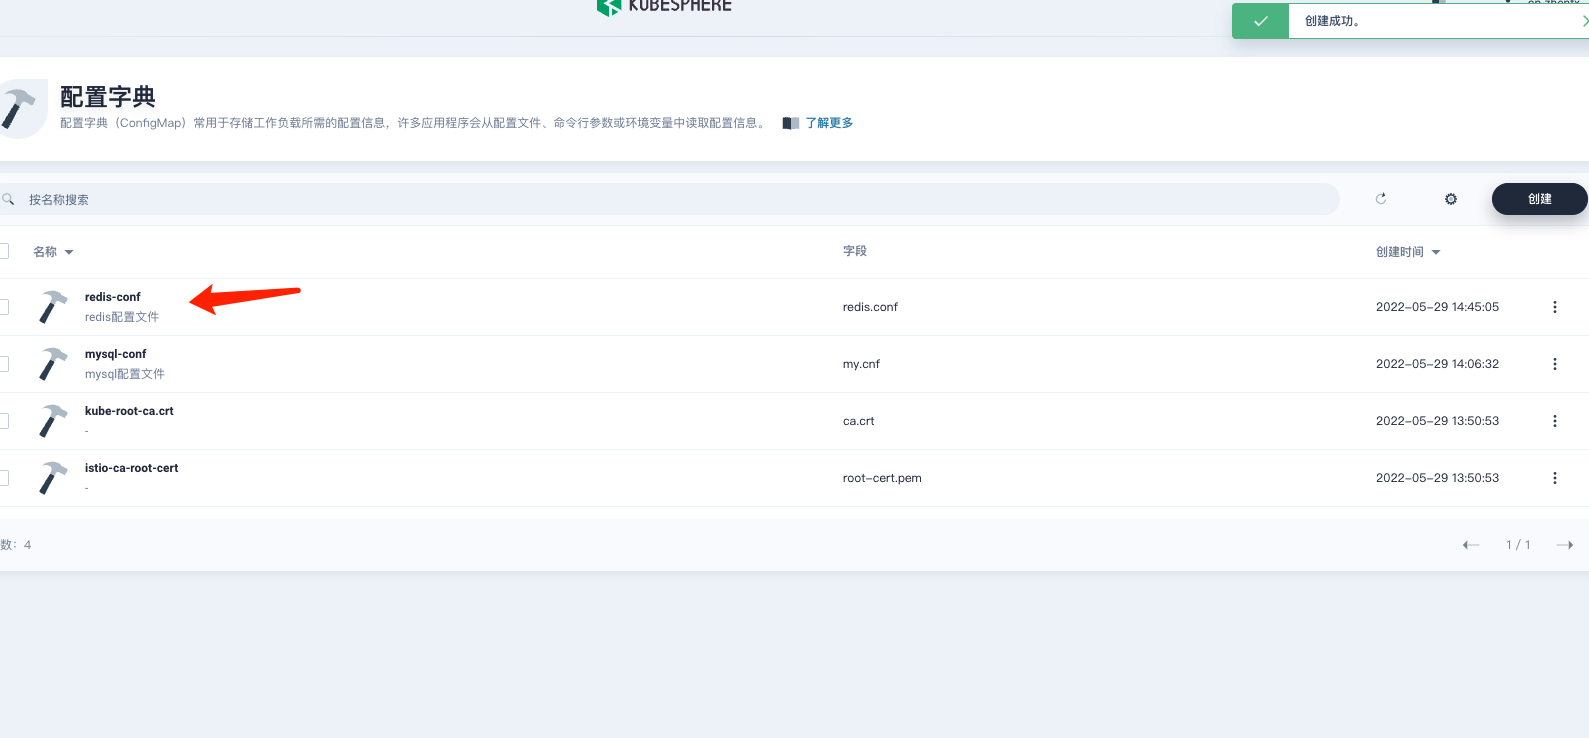 KUBESPHERE
创建成功。
配置字典
配置字典（ConfigMap）常用于存储工作负载所需的配置信息，许多应用程序会从配置文件、命令行参数或环境变量中读取配置信息。 了解更多
按名称搜索
创建
名称 字段 创建时间
redis-conf
redis配置文件
redis.conf
2022-05-29 14:45:05
mysql-conf
mysql配置文件
my.cnf
2022-05-29 14:06:32
kube-root-ca.crt
-
ca.crt
2022-05-29 13:50:53
istio-ca-root-cert
-
root-cert.pem
2022-05-29 13:50:53
数：4
1 / 1